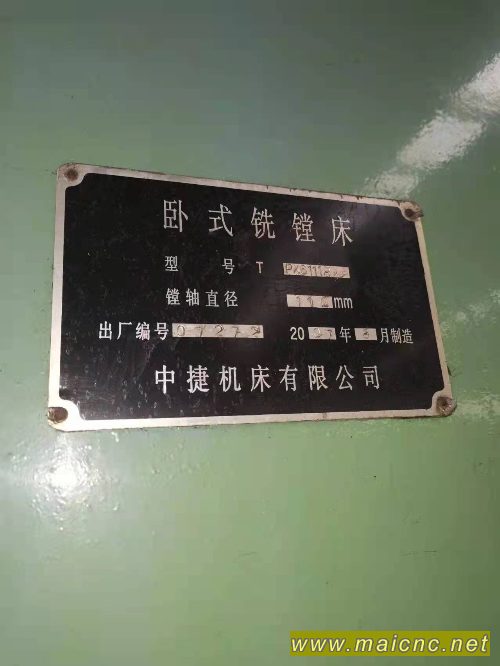 卧式铣镗床
型 号 T
镗轴直径 mm
出厂编号 07272 20 年 月制造
中捷机床有限公司
www.maicnc.net